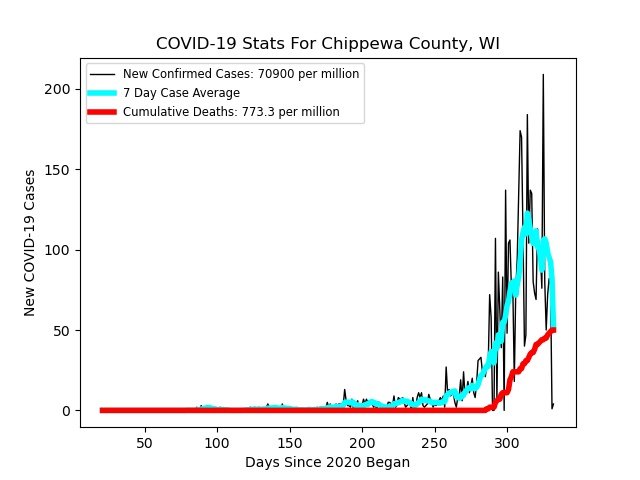 COVID-19 Stats For Chippewa County, WI
New Confirmed Cases: 70900 per million
7 Day Case Average
Cumulative Deaths: 773.3 per million
New COVID-19 Cases
200
150
100
50
0
50
100
150
200
250
300
Days Since 2020 Began